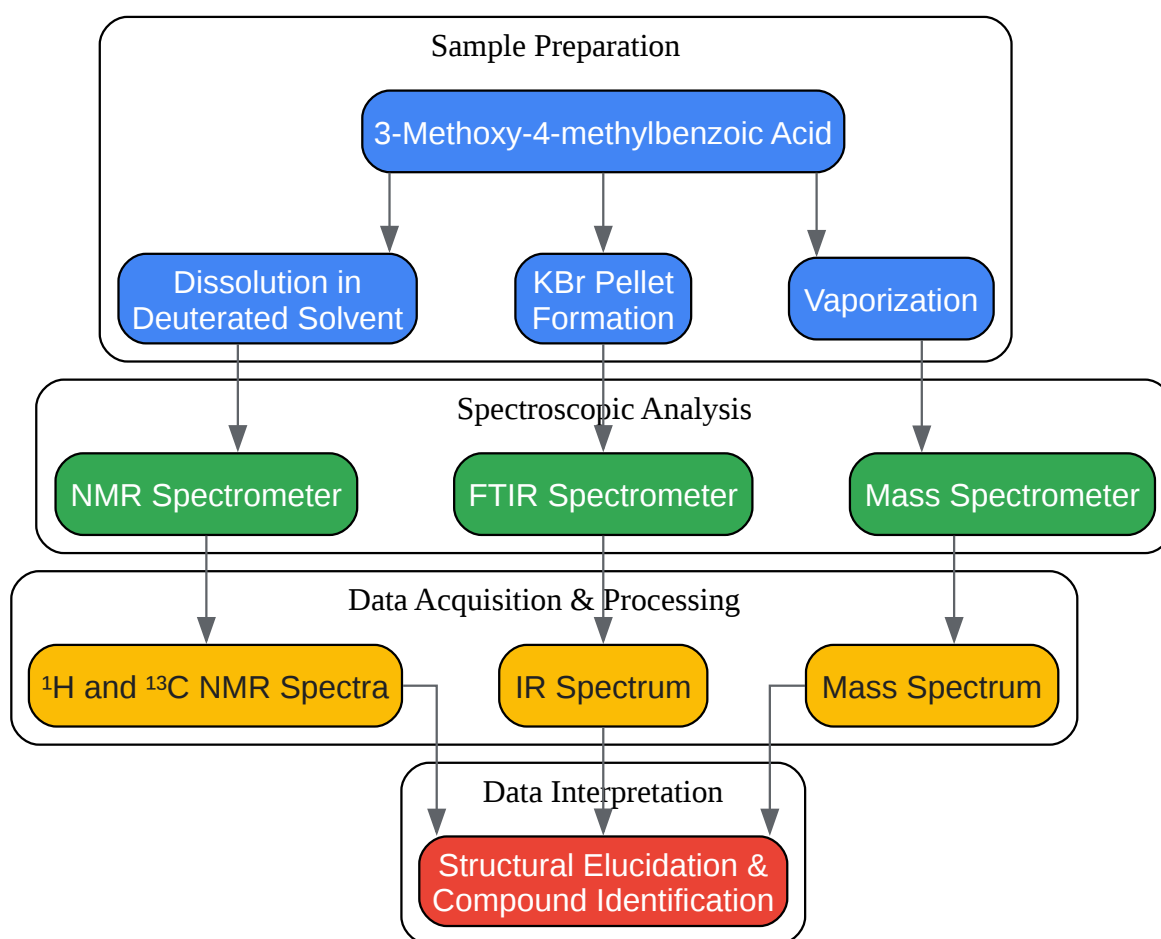 Sample Preparation
3-Methoxy-4-methylbenzoic Acid
Dissolution in
Deuterated Solvent
KBr Pellet
Formation
Vaporization
Spectroscopic Analysis
NMR Spectrometer
FTIR Spectrometer
Mass Spectrometer
Data Acquisition & Processing
¹H and ¹³C NMR Spectra
IR Spectrum
Mass Spectrum
Data Interpretation
Structural Elucidation &
Compound Identification